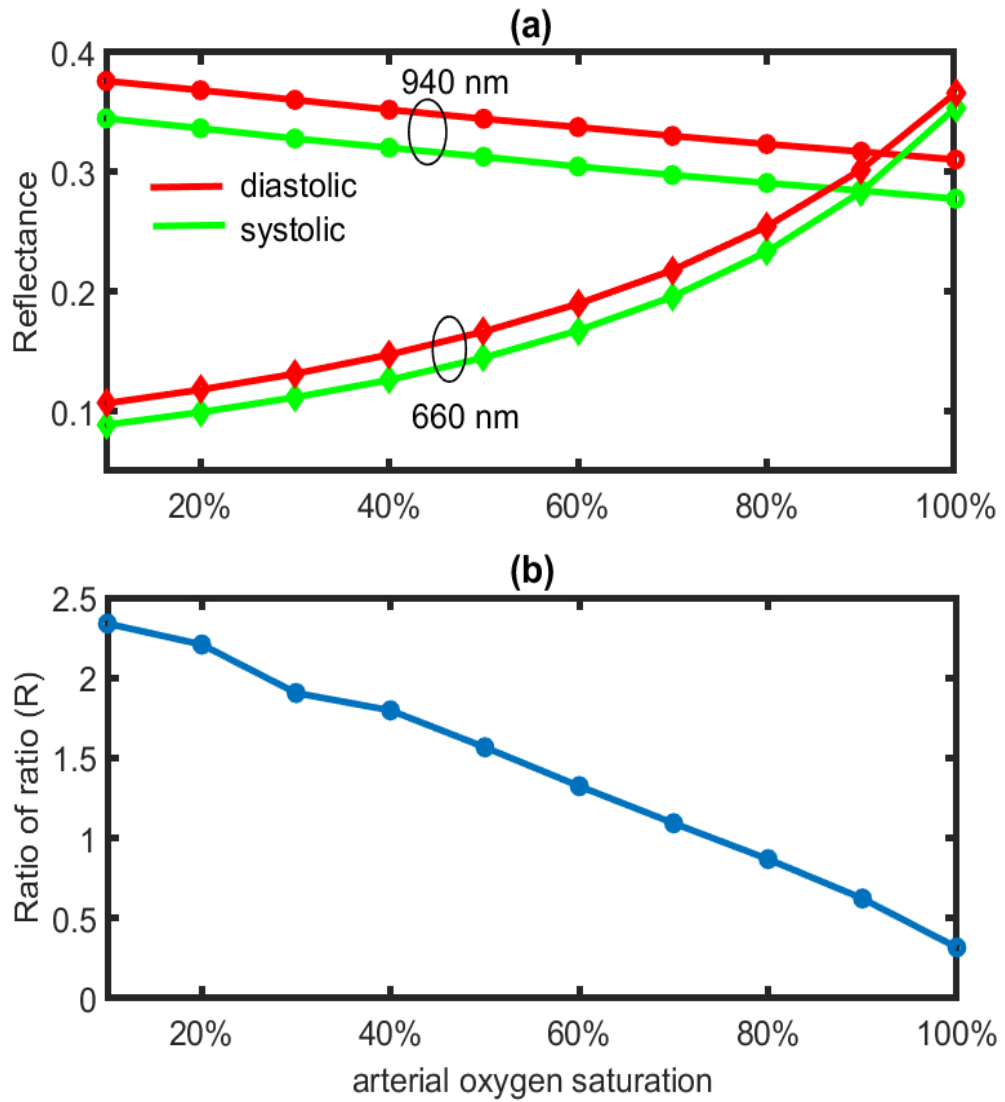 (a)
0.4
940 nm
0.3
diastolic
systolic
0.2
0.1
660 nm
Reflectance
20% 40% 60% 80% 100%
(b)
2.5
2
1.5
1
0.5
0
Ratio of ratio (R)
20% 40% 60% 80% 100%
arterial oxygen saturation